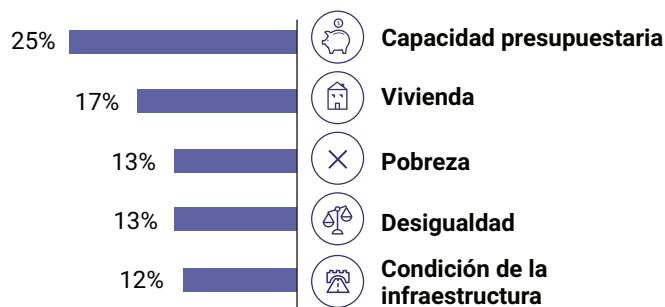 25% Capacidad presupuestaria
17% Vivienda
13% Pobreza
13% Desigualdad
12% Condición de la
infraestructura